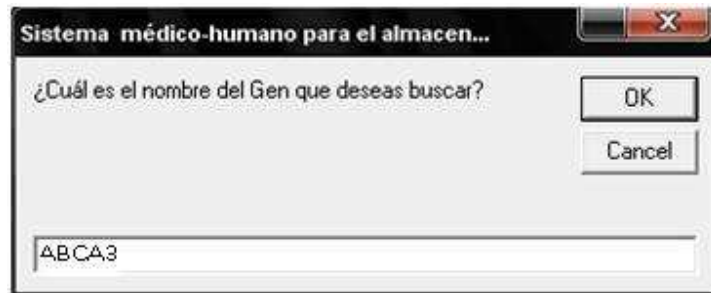 Sistema médico-humano para el almacen...
¿Cuál es el nombre del Gen que deseas buscar?
OK
Cancel
ABCA3